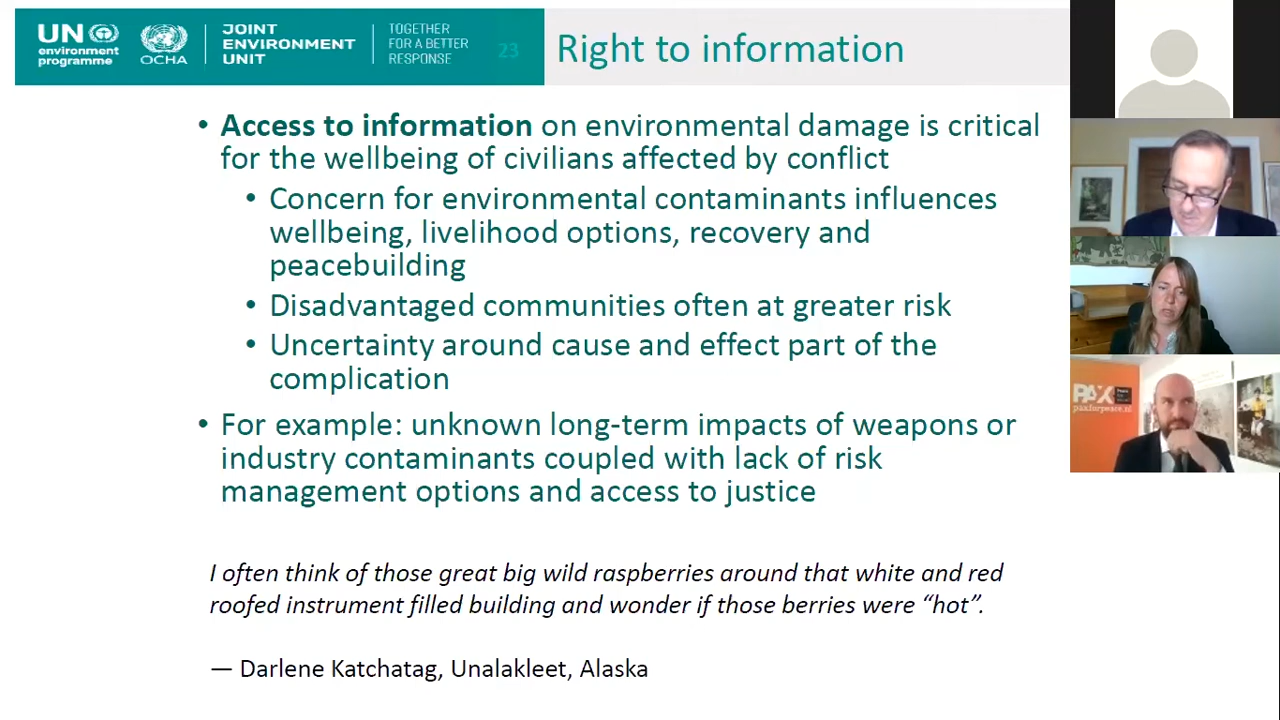 UN
environment
programme
OCHA
JOINT
ENVIRONMENT
UNIT
TOGETHER
FOR A BETTER
RESPONSE
23
Right to information
• Access to information on environmental damage is critical
for the wellbeing of civilians affected by conflict
• Concern for environmental contaminants influences
wellbeing, livelihood options, recovery and
peacebuilding
• Disadvantaged communities often at greater risk
• Uncertainty around cause and effect part of the
complication
• For example: unknown long-term impacts of weapons or
industry contaminants coupled with lack of risk
management options and access to justice
I often think of those great big wild raspberries around that white and red
roofed instrument filled building and wonder if those berries were “hot”.
— Darlene Katchatag, Unalakleet, Alaska
PAX
paxforpeace.nl